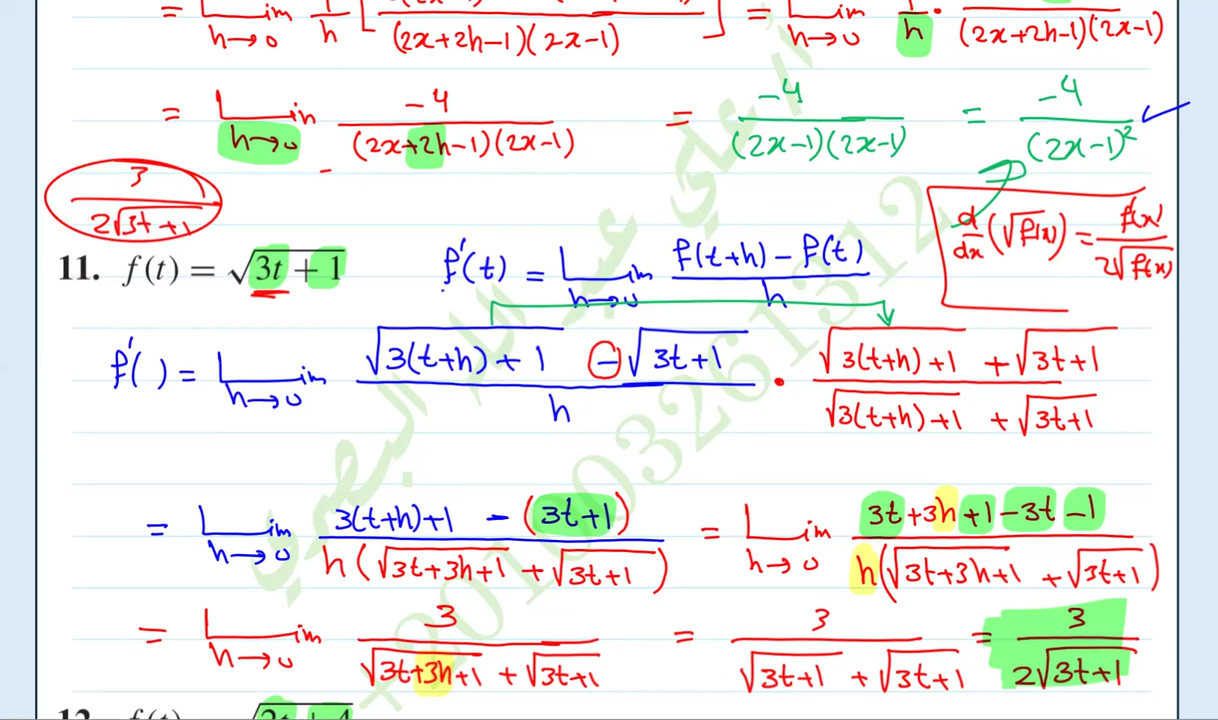 = Lim h→0 1/h [ (2x+2h−1)(2x−1) ] = Lim h→0 1/h · (2x+2h−1)(2x−1)
= Lim h→0 −4/((2x+2h−1)(2x−1)) = −4/((2x−1)(2x−1)) = −4/(2x−1)²
3/(2√(3t+1))
d/dx (√f(x)) = f'(x)/(2√f(x))
11. f(t) = √(3t + 1) f'(t) = Lim h→0 (f(t+h) − f(t))/h
f'( ) = Lim h→0 (√(3(t+h)+1) − √(3t+1))/h · (√(3(t+h)+1) + √(3t+1))/(√(3(t+h)+1) + √(3t+1))
= Lim h→0 (3(t+h)+1 − (3t+1))/(h(√(3t+3h+1) + √(3t+1))) = Lim h→0 (3t+3h+1−3t−1)/(h(√(3t+3h+1) + √(3t+1)))
= Lim h→0 3/(√(3t+3h+1) + √(3t+1)) = 3/(√(3t+1) + √(3t+1)) = 3/(2√(3t+1))